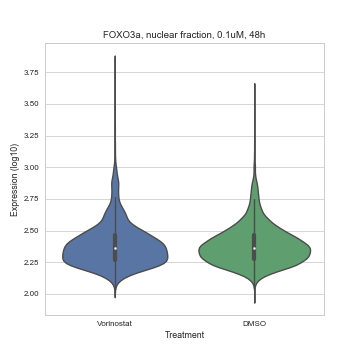 FOXO3a, nuclear fraction, 0.1uM, 48h
3.75
3.50
3.25
3.00
2.75
2.50
2.25
2.00
Expression (log10)
Vorinostat
DMSO
Treatment